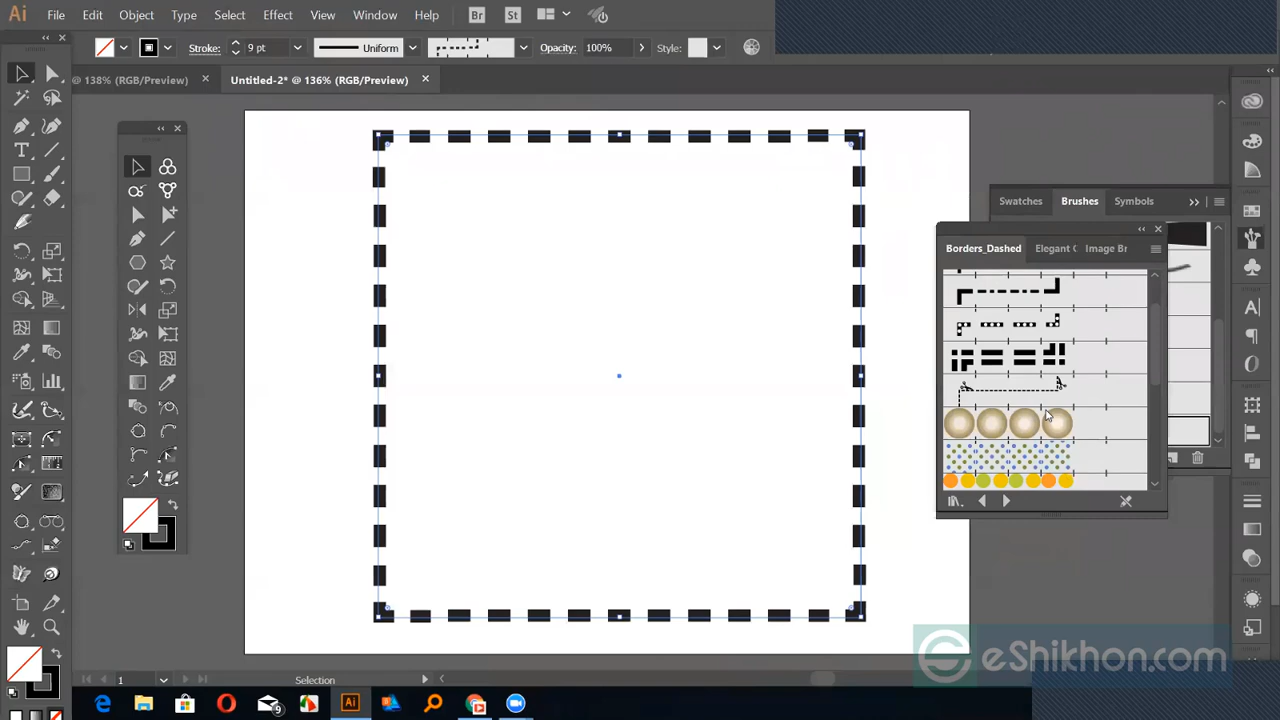 Ai File Edit Object Type Select Effect View Window Help Br St
Stroke: 9 pt Uniform Opacity: 100% Style:
@ 138% (RGB/Preview) × Untitled-2* @ 136% (RGB/Preview) ×
Swatches Brushes Symbols
Borders_Dashed Elegant C Image Br
eShikhon.com
1 Selection
9 Ai